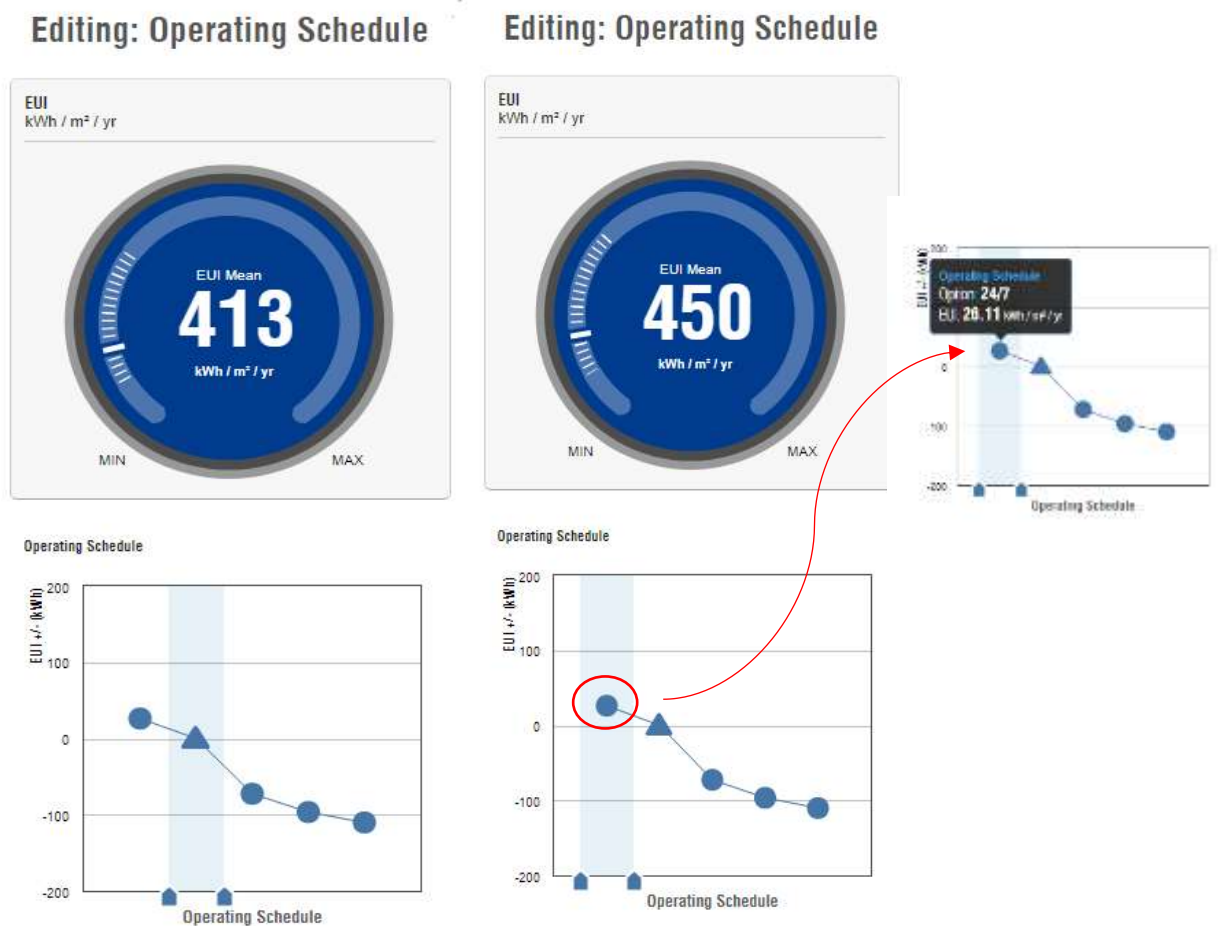 Editing: Operating Schedule
EUI
kWh / m² / yr
EUI Mean
413
kWh / m² / yr
MIN
MAX
Operating Schedule
EUI +/- (kWh)
200
100
0
-100
-200
Operating Schedule
Editing: Operating Schedule
EUI
kWh / m² / yr
EUI Mean
450
kWh / m² / yr
MIN
MAX
Operating Schedule
EUI +/- (kWh)
200
100
0
-100
-200
Operating Schedule
EUI +/- (kWh)
200
Operating Schedule
Option: 24/7
EUI: 26.11 kWh / m² / yr
0
-100
-200
Operating Schedule